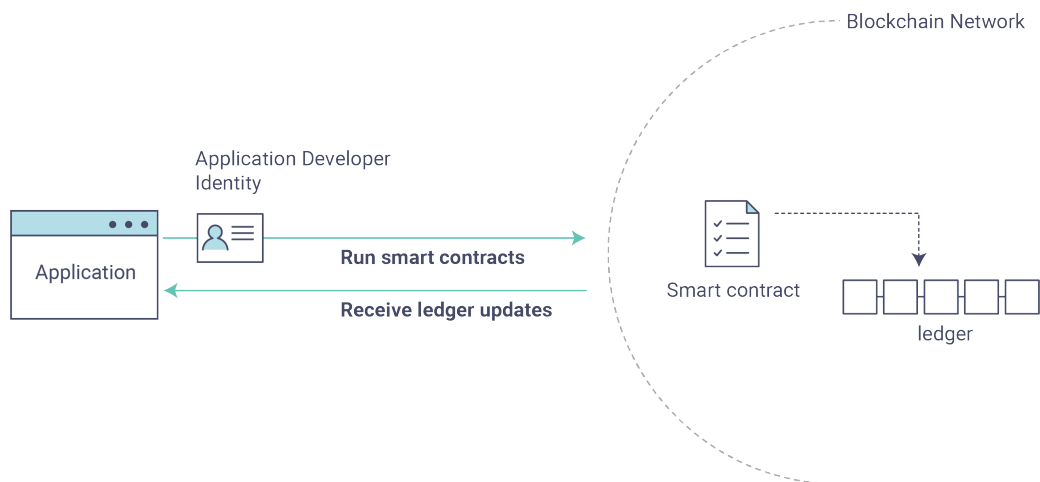 Blockchain Network
Application Developer
Identity
Application
Run smart contracts
Receive ledger updates
Smart contract
ledger